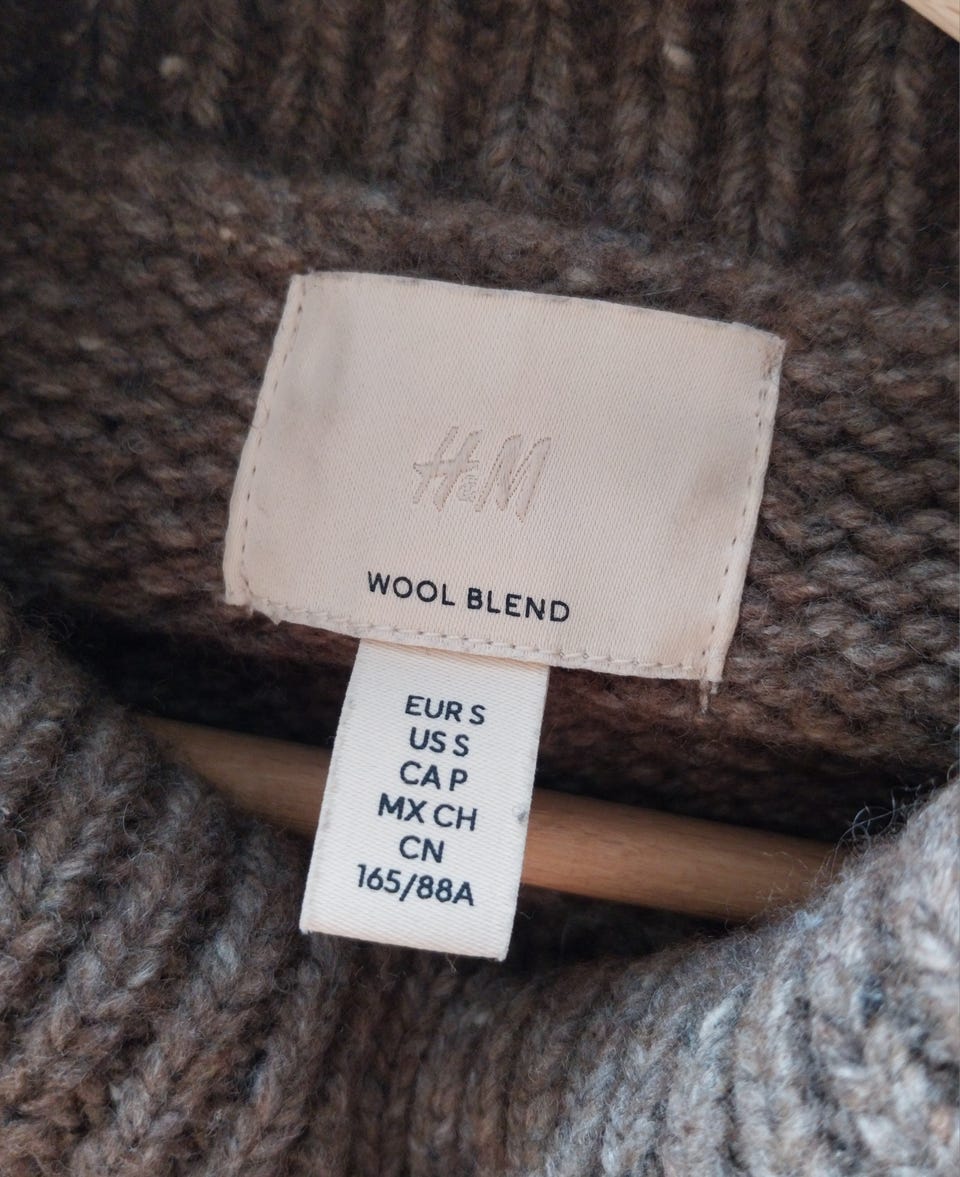 H&M
WOOL BLEND
EUR S
US S
CA P
MX CH
CN
165/88A